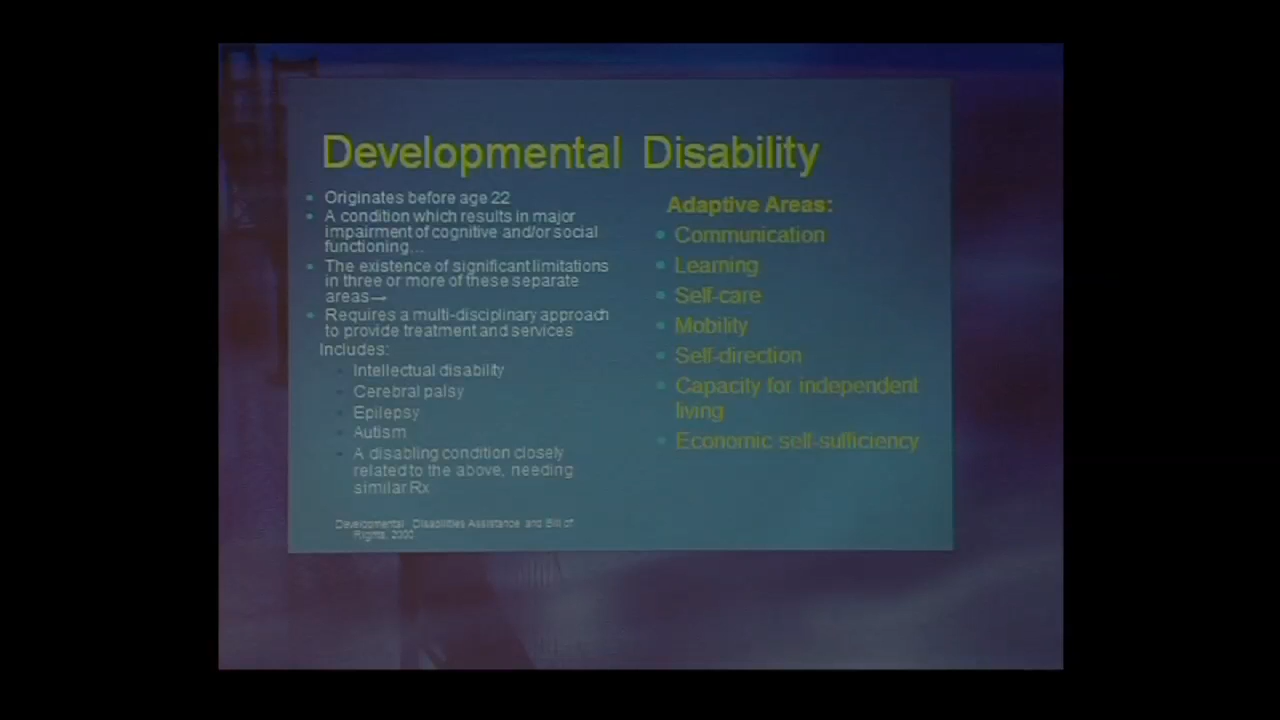 Developmental Disability
Originates before age 22
A condition which results in major
impairment of cognitive and/or social
functioning...
The existence of significant limitations
in three or more of these separate
areas→
Requires a multi-disciplinary approach
to provide treatment and services
Includes:
Intellectual disability
Cerebral palsy
Epilepsy
Autism
A disabling condition closely
related to the above, needing
similar Rx
Developmental Disabilities Assistance and Bill of
Rights, 2000
Adaptive Areas:
Communication
Learning
Self-care
Mobility
Self-direction
Capacity for independent
living
Economic self-sufficiency